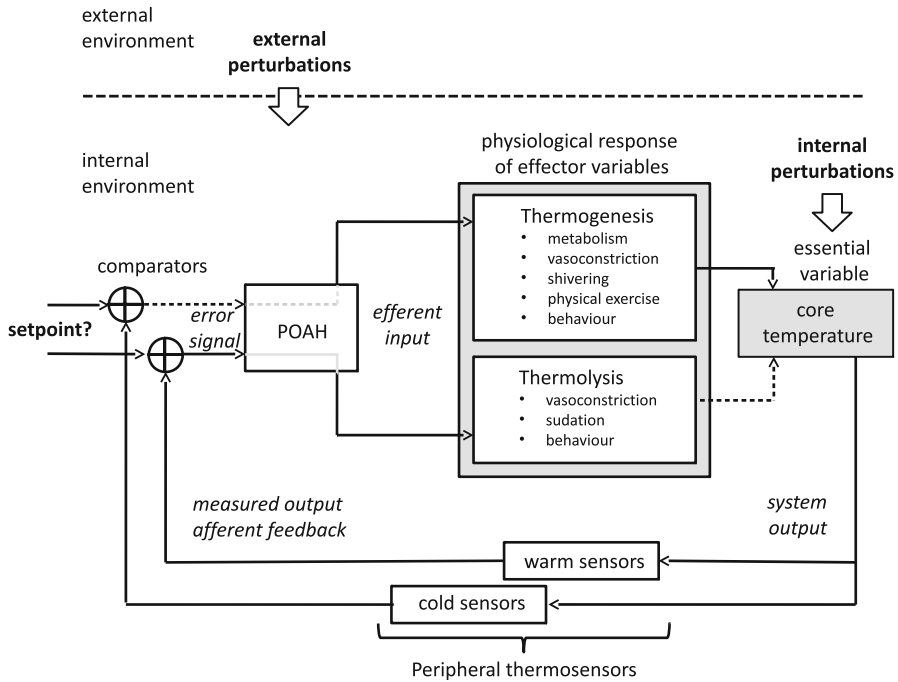 external
environment
external
perturbations
internal
environment
physiological response
of effector variables
internal
perturbations
Thermogenesis
• metabolism
• vasoconstriction
• shivering
• physical exercise
• behaviour
essential
variable
comparators
core
temperature
setpoint?
error
signal
POAH
efferent
input
Thermolysis
• vasoconstriction
• sudation
• behaviour
measured output
afferent feedback
system
output
warm sensors
cold sensors
Peripheral thermosensors